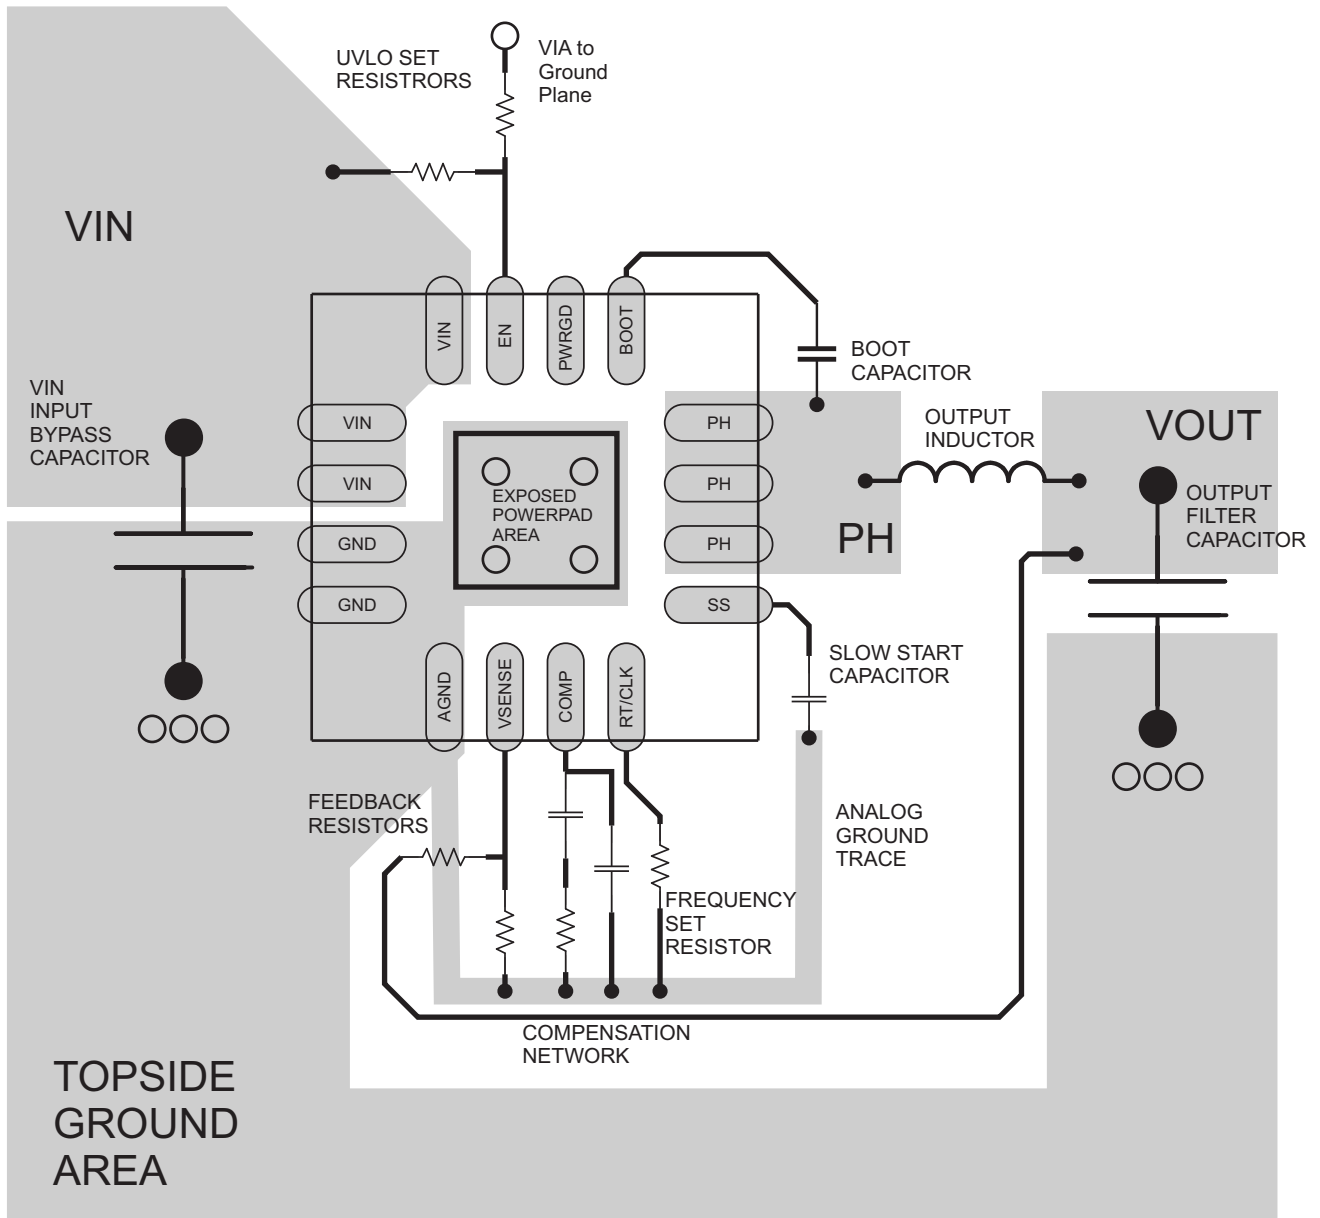 UVLO SET
RESISTRORS
VIA to
Ground
Plane
VIN
VIN
EN
PWRGD
BOOT
BOOT
CAPACITOR
VIN
INPUT
BYPASS
CAPACITOR
VIN
VIN
GND
GND
EXPOSED
POWERPAD
AREA
PH
PH
PH
SS
PH
OUTPUT
INDUCTOR
VOUT
OUTPUT
FILTER
CAPACITOR
AGND
VSENSE
COMP
RT/CLK
SLOW START
CAPACITOR
FEEDBACK
RESISTORS
ANALOG
GROUND
TRACE
FREQUENCY
SET
RESISTOR
COMPENSATION
NETWORK
TOPSIDE
GROUND
AREA